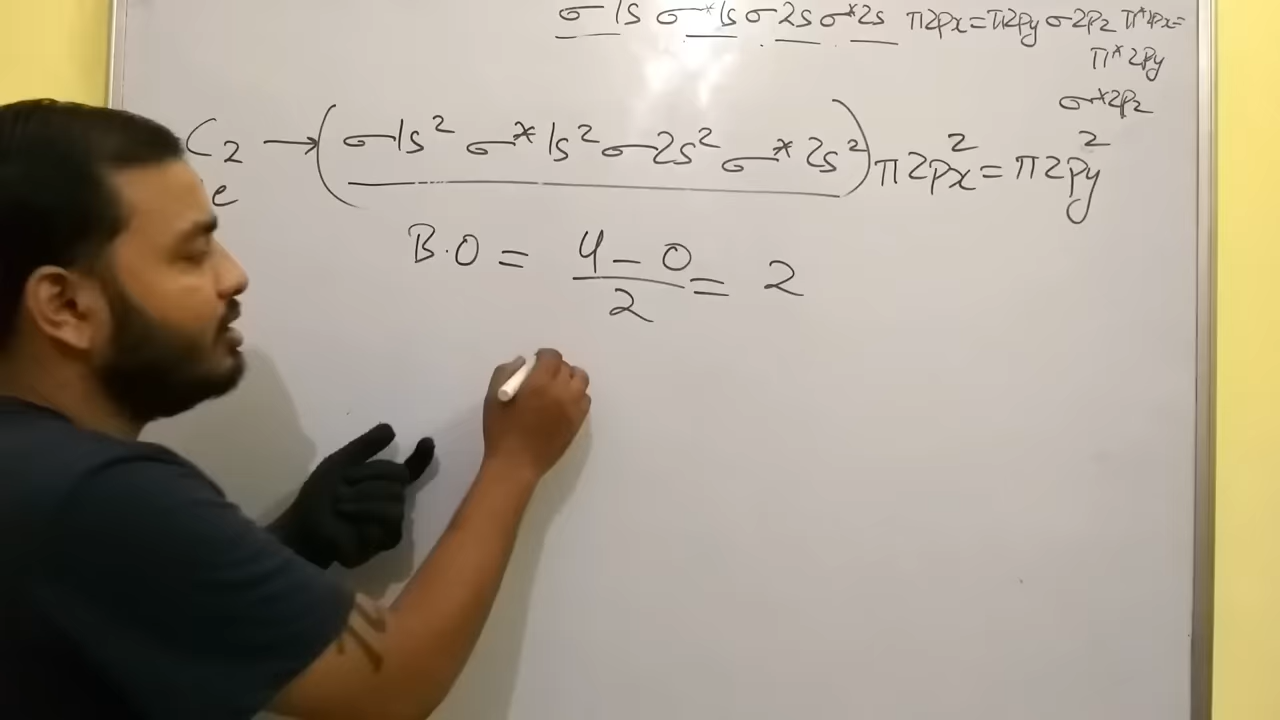 σ1s σ*1s σ2s σ*2s π2px=π2py σ2pz π*2px=
π*2py
σ*2pz
C₂ → (σ1s² σ*1s² σ2s² σ*2s²) π2px² = π2py²
e
B.O = (4-0)/2 = 2